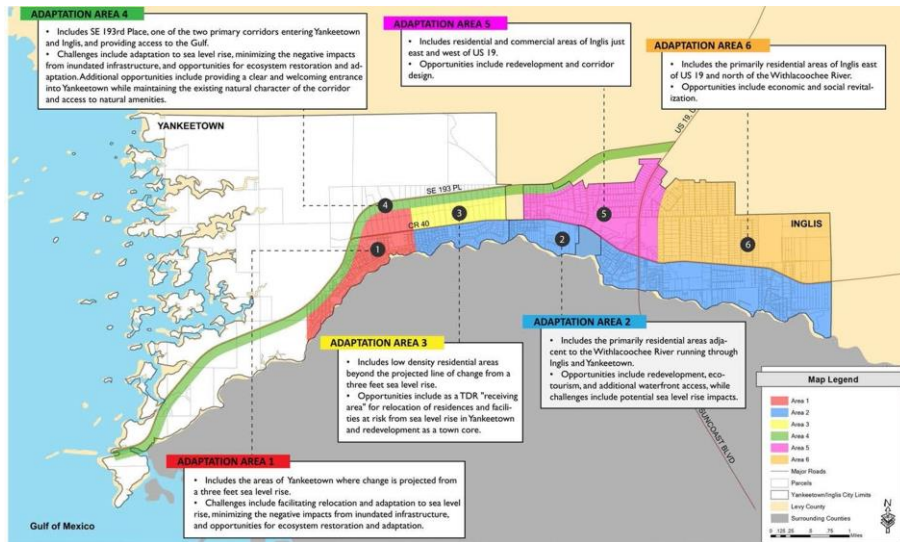 ADAPTATION AREA 4
• Includes SE 193rd Place, one of the two primary corridors entering Yankeetown
and Inglis, and providing access to the Gulf.
• Challenges include adaptation to sea level rise, minimizing the negative impacts
from inundated infrastructure, and opportunities for ecosystem restoration and ad-
aptation. Additional opportunities include providing a clear and welcoming entrance
into Yankeetown while maintaining the existing natural character of the corridor
and access to natural amenities.
ADAPTATION AREA 5
• Includes residential and commercial areas of Inglis just
east and west of US 19.
• Opportunities include redevelopment and corridor
design.
ADAPTATION AREA 6
• Includes the primarily residential areas of Inglis east
of US 19 and north of the Withlacoochee River.
• Opportunities include economic and social revital-
ization.
YANKEETOWN
US 19,
SE 193 PL
CR 40
INGLIS
4
3
5
2
1
6
ADAPTATION AREA 3
• Includes low density residential areas
beyond the projected line of change from a
three feet sea level rise.
• Opportunities include as a TDR "receiving
area" for relocation of residences and facili-
ties at risk from sea level rise in Yankeetown
and redevelopment as a town core.
ADAPTATION AREA 2
• Includes the primarily residential areas adja-
cent to the Withlacoochee River running through
Inglis and Yankeetown.
• Opportunities include redevelopment, eco-
tourism, and additional waterfront access, while
challenges include potential sea level rise impacts.
SUNCOAST BLVD
ADAPTATION AREA 1
• Includes the areas of Yankeetown where change is projected from
a three feet sea level rise.
• Challenges include facilitating relocation and adaptation to sea level
rise, minimizing the negative impacts from inundated infrastructure,
and opportunities for ecosystem restoration and adaptation.
Gulf of Mexico
Map Legend
Area 1
Area 2
Area 3
Area 4
Area 5
Area 6
Major Roads
Parcels
Yankeetown/Inglis City Limits
Levy County
Surrounding Counties
0 .125 .25 .5 .75 1
Miles
N